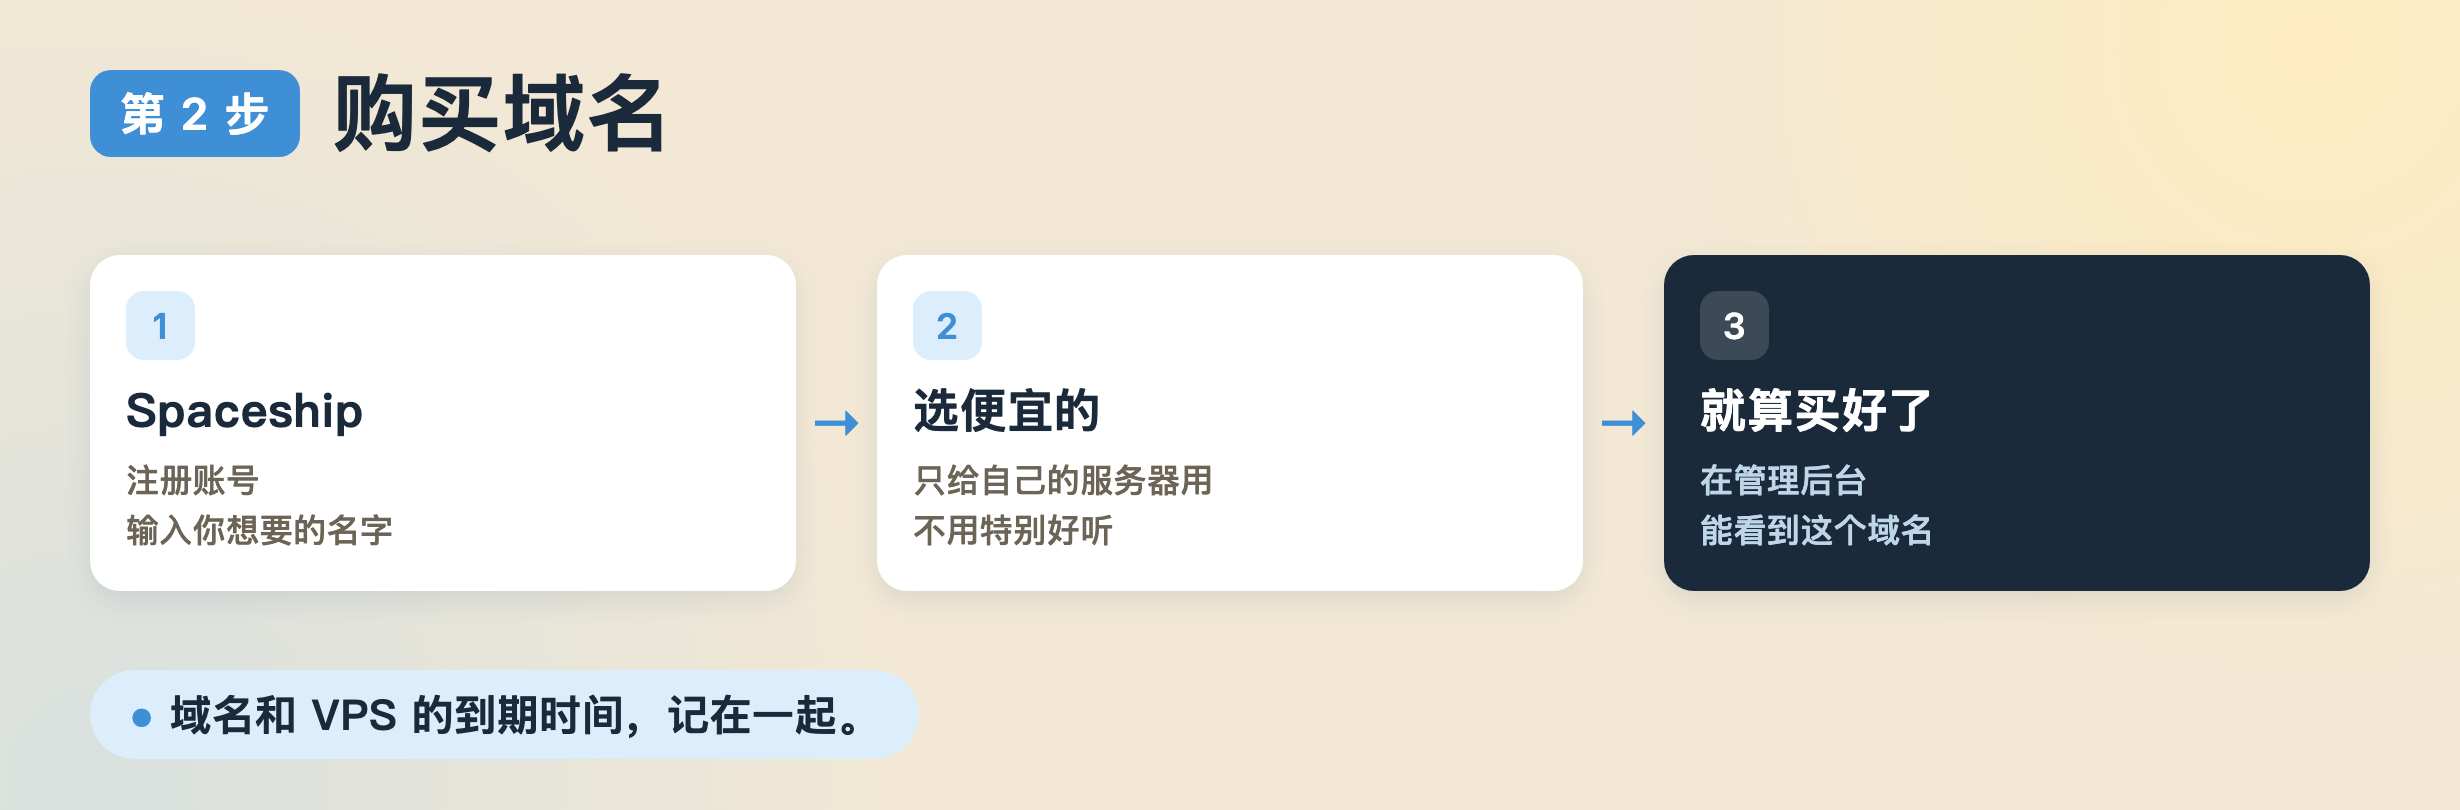 第 2 步
购买域名
1
Spaceship
注册账号
输入你想要的名字
2
选便宜的
只给自己的服务器用
不用特别好听
3
就算买好了
在管理后台
能看到这个域名
域名和 VPS 的到期时间，记在一起。